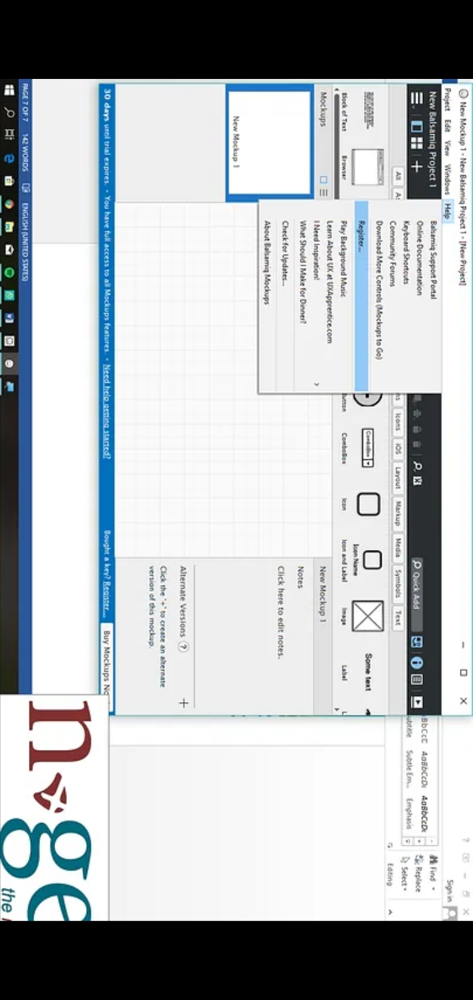 New Mockup 1 - New Balsamiq Project 1 - [New Project]
Project Edit View Windows Help
New Balsamiq Project 1
Quick Add
All
Icons iOS Layout Markup Media Symbols Text
Balsamiq Support Portal
Online Documentation
Keyboard Shortcuts
Community Forums
Download More Controls (Mockups to Go)
Register...
Play Background Music
Learn About UX at UXApprentice.com
I Need Inspiration!
What Should I Make for Dinner?
Check for Updates...
About Balsamiq Mockups
ComboBox
Icon Name
Some text
Block of Text Browser
ComboBox Icon Icon and Label Image Label
Mockups
New Mockup 1
New Mockup 1
Notes
Click here to edit notes.
Alternate Versions ?
Click the "+" to create an alternate
version of this mockup.
30 days until trial expires. • You have full access to all Mockups features. • Need help getting started?
Bought a key? Register...
Buy Mockups
Sign in
AaBbCcDc AaBbCcDc
Subtle Em... Emphasis
Find
Replace
Select
Editing
PAGE 7 OF 7 142 WORDS ENGLISH (UNITED STATES)
n
ge
the